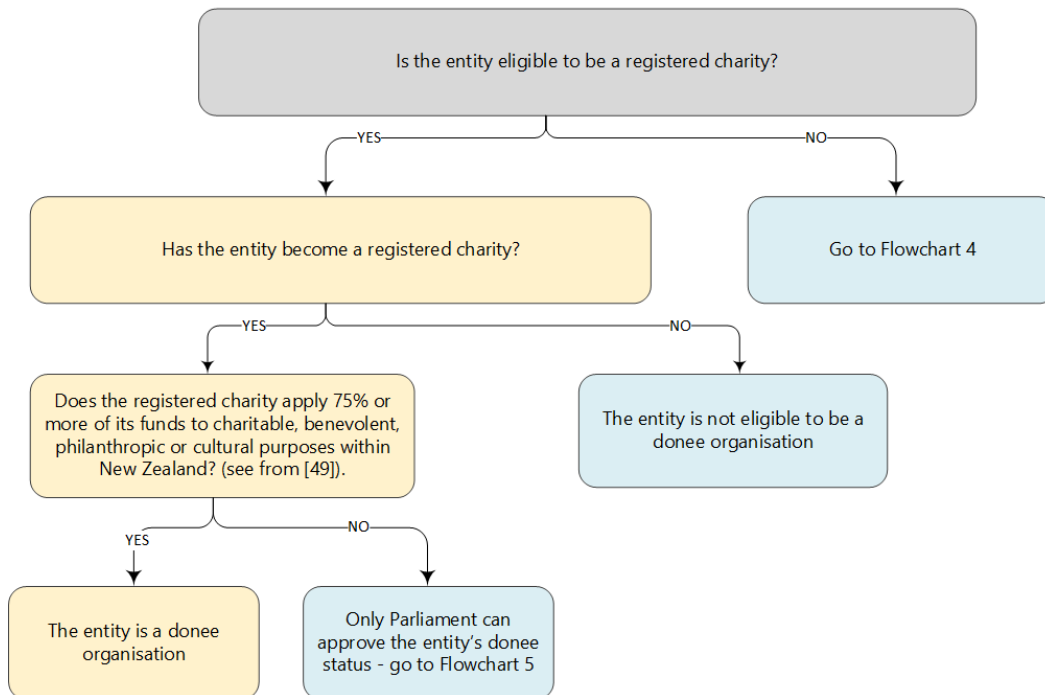 Is the entity eligible to be a registered charity?
YES
NO
Has the entity become a registered charity?
Go to Flowchart 4
YES
NO
Does the registered charity apply 75% or
more of its funds to charitable, benevolent,
philanthropic or cultural purposes within
New Zealand? (see from [49]).
The entity is not eligible to be a
donee organisation
YES
NO
The entity is a donee
organisation
Only Parliament can
approve the entity's donee
status - go to Flowchart 5